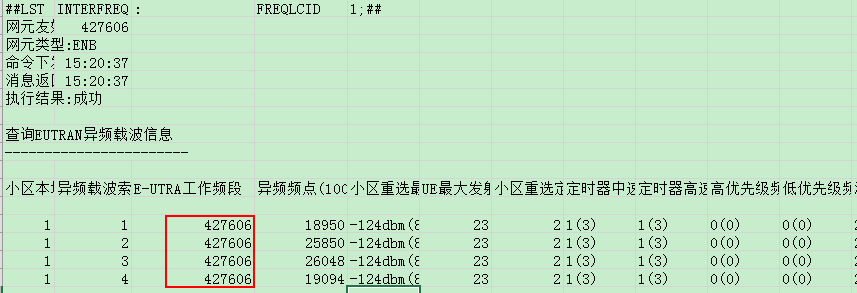 ##LST INTERFREQ : FREQLCID 1;##
网元友 427606
网元类型:ENB
命令下 15:20:37
消息返 15:20:37
执行结果:成功
查询EUTRAN异频载波信息
-----------------------
小区本 异频载波索 E-UTRA工作频段 异频频点(100 小区重选最 UE最大发射 小区重选定 定时器中速 定时器高速 高优先级频 低优先级频
1 1 427606 18950 -124dbm(8 23 2 1(3) 1(3) 0(0) 0(0)
1 2 427606 25850 -124dbm(8 23 2 1(3) 1(3) 0(0) 0(0)
1 3 427606 26048 -124dbm(8 23 2 1(3) 1(3) 0(0) 0(0)
1 4 427606 19094 -124dbm(8 23 2 1(3) 1(3) 0(0) 0(0)